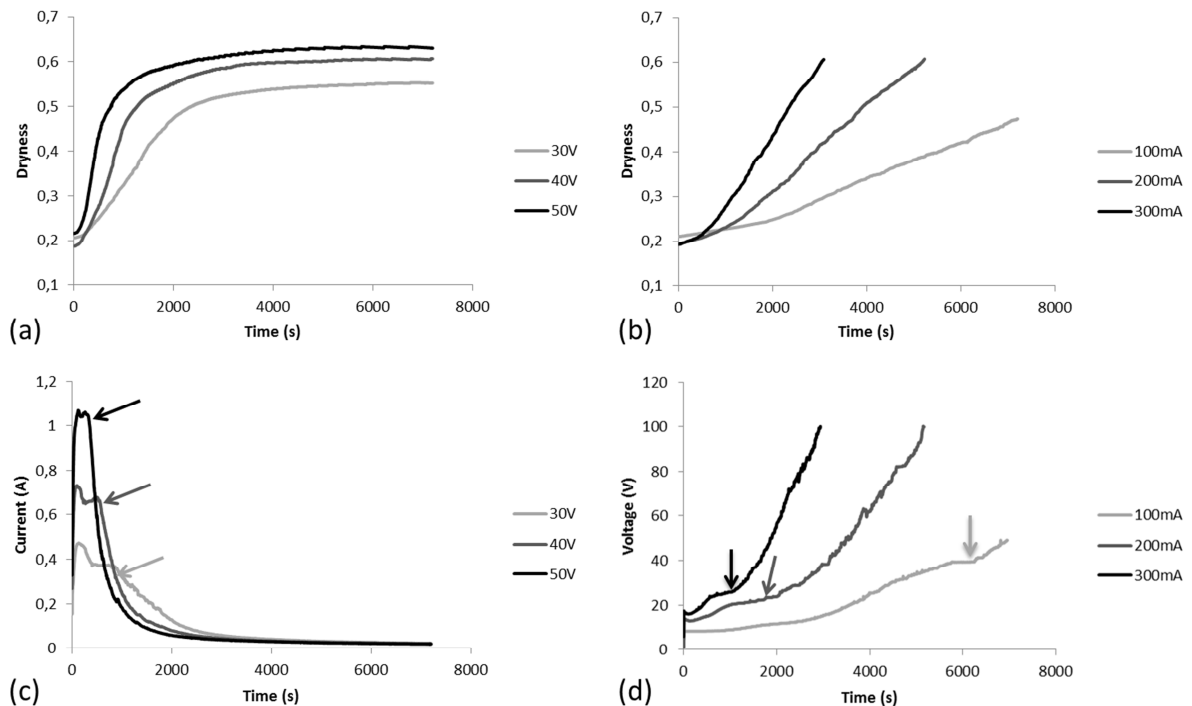 0,7
0,6
0,5
0,4
0,3
0,2
0,1
Dryness
0 2000 4000 6000 8000
Time (s)
30V
40V
50V
(a)
0,7
0,6
0,5
0,4
0,3
0,2
0,1
Dryness
0 2000 4000 6000 8000
Time (s)
100mA
200mA
300mA
(b)
1,2
1
0,8
0,6
0,4
0,2
0
Current (A)
0 2000 4000 6000 8000
Time (s)
30V
40V
50V
(c)
120
100
80
60
40
20
0
Voltage (V)
0 2000 4000 6000 8000
Time (s)
100mA
200mA
300mA
(d)